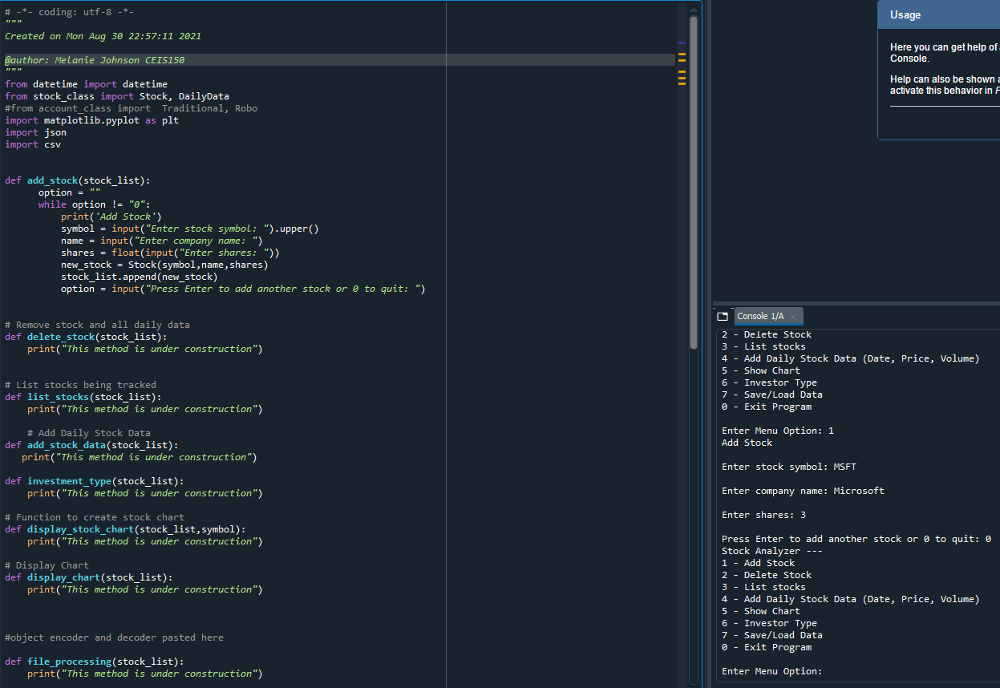 # -*- coding: utf-8 -*-
"""
Created on Mon Aug 30 22:57:11 2021
@author: Melanie Johnson CEIS150
"""
from datetime import datetime
from stock_class import Stock, DailyData
#from account_class import  Traditional, Robo
import matplotlib.pyplot as plt
import json
import csv
def add_stock(stock_list):
option = ""
while option != "0":
print('Add Stock')
symbol = input("Enter stock symbol: ").upper()
name = input("Enter company name: ")
shares = float(input("Enter shares: "))
new_stock = Stock(symbol,name,shares)
stock_list.append(new_stock)
option = input("Press Enter to add another stock or 0 to quit: ")
# Remove stock and all daily data
def delete_stock(stock_list):
print("This method is under construction")
# List stocks being tracked
def list_stocks(stock_list):
print("This method is under construction")
# Add Daily Stock Data
def add_stock_data(stock_list):
print("This method is under construction")
def investment_type(stock_list):
print("This method is under construction")
# Function to create stock chart
def display_stock_chart(stock_list,symbol):
print("This method is under construction")
# Display Chart
def display_chart(stock_list):
print("This method is under construction")
#object encoder and decoder pasted here
def file_processing(stock_list):
print("This method is under construction")
Usage
Here you can get help of
Console.
Help can also be shown
activate this behavior in
Console 1/A
2 - Delete Stock
3 - List stocks
4 - Add Daily Stock Data (Date, Price, Volume)
5 - Show Chart
6 - Investor Type
7 - Save/Load Data
0 - Exit Program
Enter Menu Option: 1
Add Stock
Enter stock symbol: MSFT
Enter company name: Microsoft
Enter shares: 3
Press Enter to add another stock or 0 to quit: 0
Stock Analyzer ---
1 - Add Stock
2 - Delete Stock
3 - List stocks
4 - Add Daily Stock Data (Date, Price, Volume)
5 - Show Chart
6 - Investor Type
7 - Save/Load Data
0 - Exit Program
Enter Menu Option: